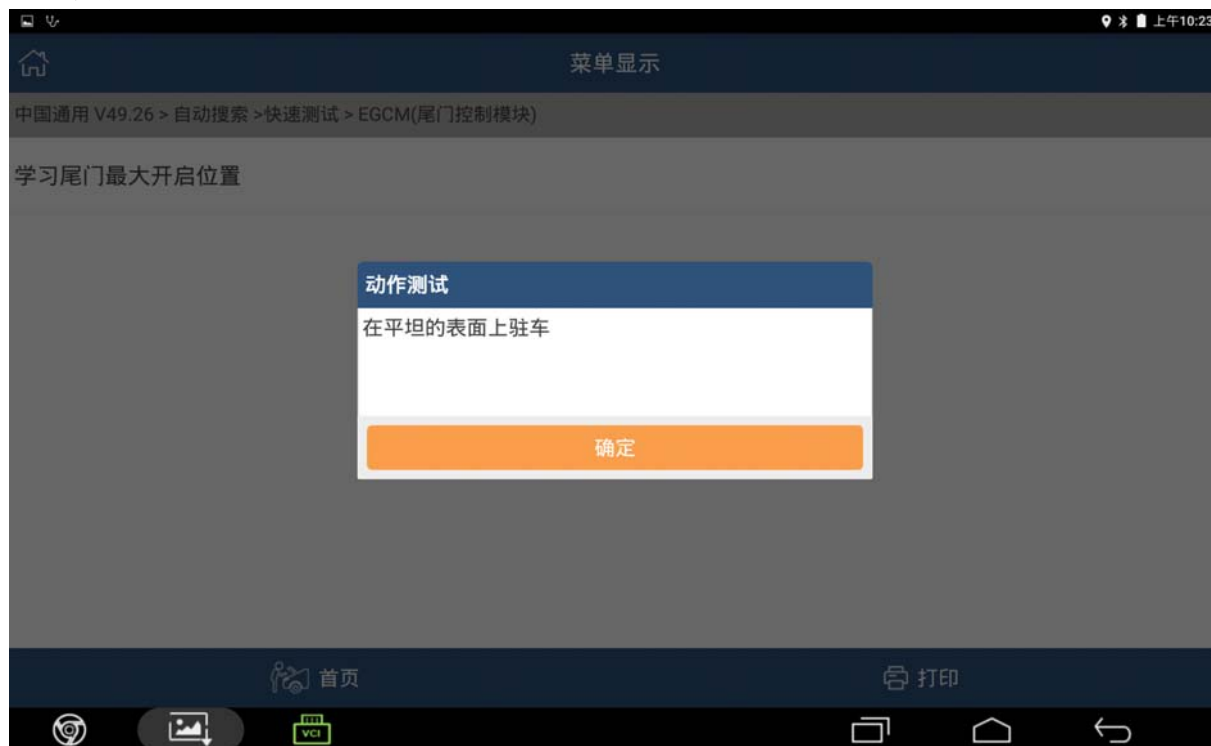 上午10:23
菜单显示
中国通用 V49.26 > 自动搜索 >快速测试 > EGCM(尾门控制模块)
学习尾门最大开启位置
动作测试
在平坦的表面上驻车
确定
首页
打印
VCI